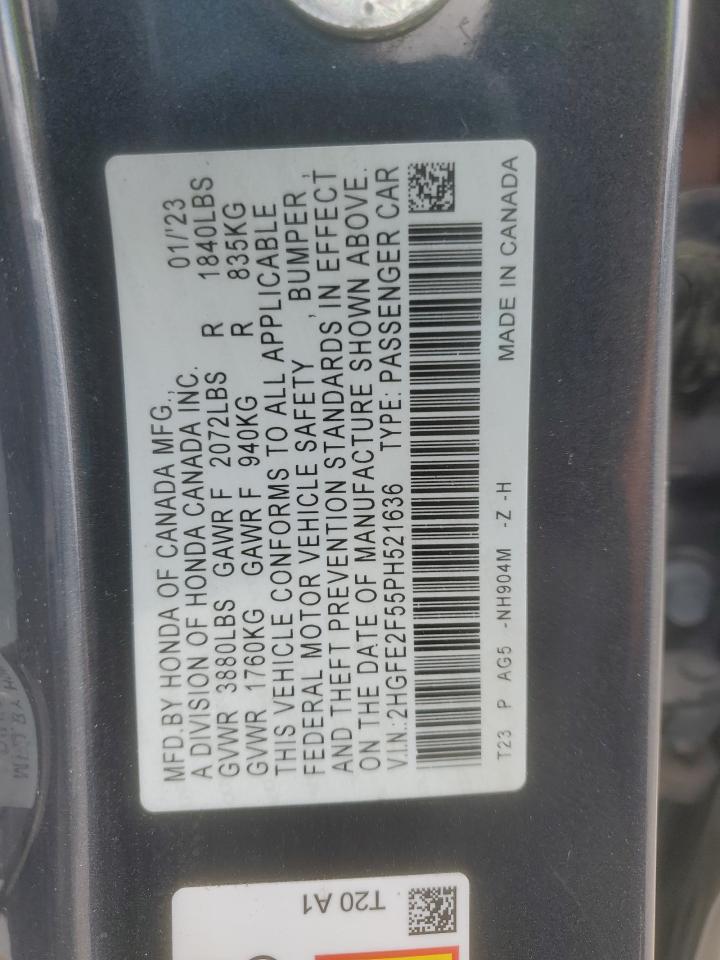 MFD.BY HONDA OF CANADA MFG., 01/'23
A DIVISION OF HONDA CANADA INC.
GVWR 3880LBS GAWR F 2072LBS R 1840LBS
GVWR 1760KG GAWR F 940KG R 835KG
THIS VEHICLE CONFORMS TO ALL APPLICABLE
FEDERAL MOTOR VEHICLE SAFETY , BUMPER ,
AND THEFT PREVENTION STANDARDS IN EFFECT
ON THE DATE OF MANUFACTURE SHOWN ABOVE.
V.I.N.:2HGFE2F55PH521636 TYPE: PASSENGER CAR
MADE IN CANADA
T23 P AG5 -NH904M -Z -H
T20 A1